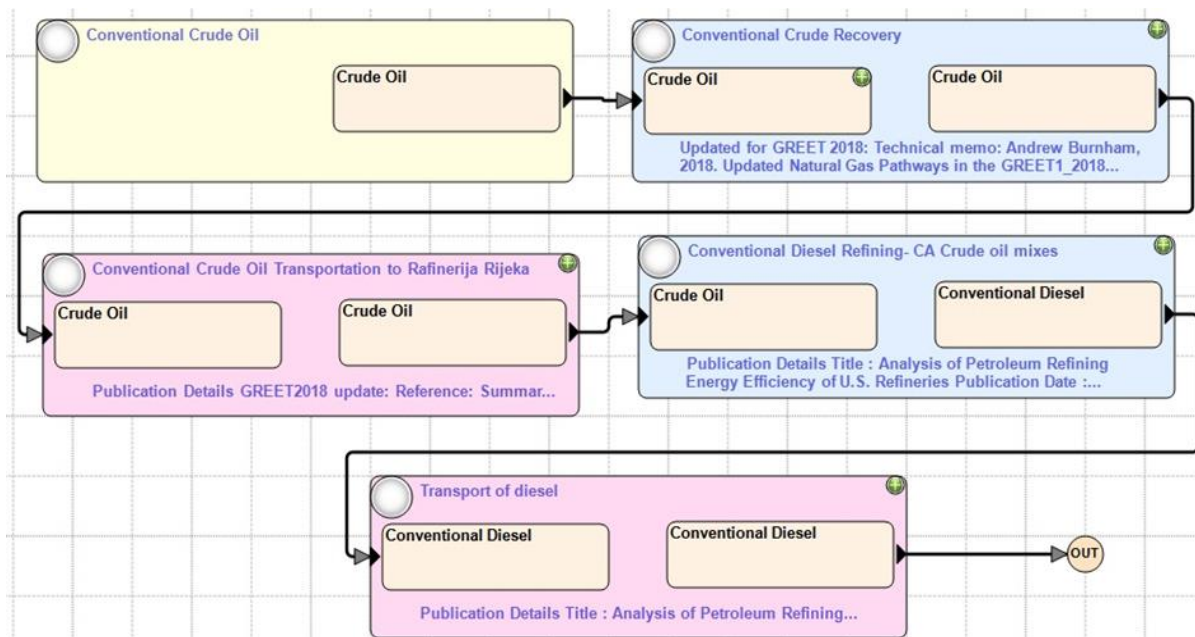 Conventional Crude Oil
Crude Oil
Conventional Crude Recovery
Crude Oil
Crude Oil
Updated for GREET 2018: Technical memo: Andrew Burnham,
2018. Updated Natural Gas Pathways in the GREET1_2018...
Conventional Crude Oil Transportation to Rafinerija Rijeka
Crude Oil
Crude Oil
Publication Details GREET2018 update: Reference: Summar...
Conventional Diesel Refining- CA Crude oil mixes
Crude Oil
Conventional Diesel
Publication Details Title : Analysis of Petroleum Refining
Energy Efficiency of U.S. Refineries Publication Date :...
Transport of diesel
Conventional Diesel
Conventional Diesel
OUT
Publication Details Title : Analysis of Petroleum Refining...